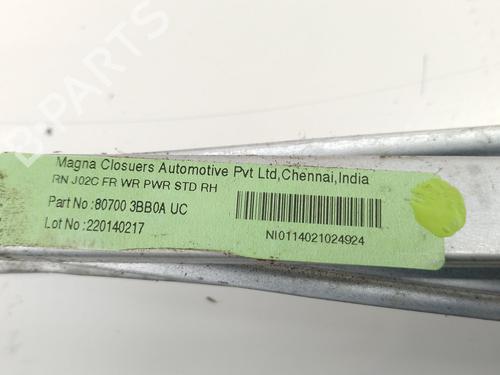 B-PARTS
Magna Closuers Automotive Pvt Ltd,Chennai,India
RN J02C FR WR PWR STD RH
Part No :80700 3BB0A UC
Lot No :220140217
NI0114021024924